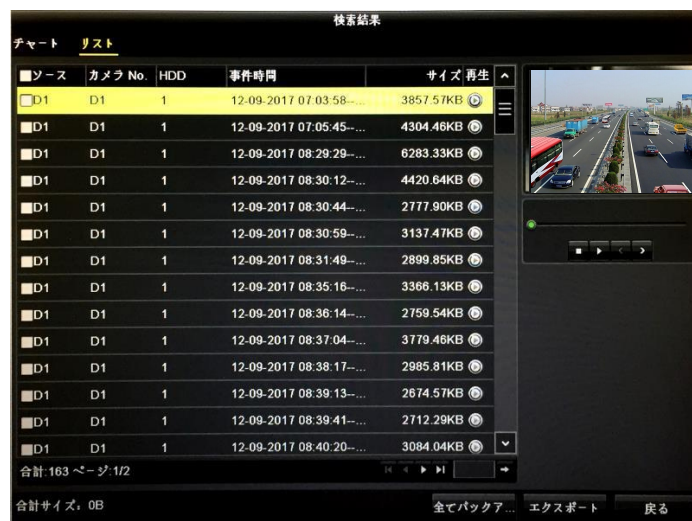 検索結果
チャート リスト
ソース カメラ No. HDD 事件時間 サイズ 再生
D1 D1 1 12-09-2017 07:03:58--... 3857.57KB
D1 D1 1 12-09-2017 07:05:45--... 4304.46KB
D1 D1 1 12-09-2017 08:29:29--... 6283.33KB
D1 D1 1 12-09-2017 08:30:12--... 4420.64KB
D1 D1 1 12-09-2017 08:30:44--... 2777.90KB
D1 D1 1 12-09-2017 08:30:59--... 3137.47KB
D1 D1 1 12-09-2017 08:31:49--... 2899.85KB
D1 D1 1 12-09-2017 08:35:16--... 3366.13KB
D1 D1 1 12-09-2017 08:36:14--... 2759.54KB
D1 D1 1 12-09-2017 08:37:04--... 3779.46KB
D1 D1 1 12-09-2017 08:38:17--... 2985.81KB
D1 D1 1 12-09-2017 08:39:13--... 2674.57KB
D1 D1 1 12-09-2017 08:39:41--... 2712.29KB
D1 D1 1 12-09-2017 08:40:20--... 3084.04KB
合計:163 ページ:1/2
合計サイズ: 0B 全てバックア... エクスポート 戻る